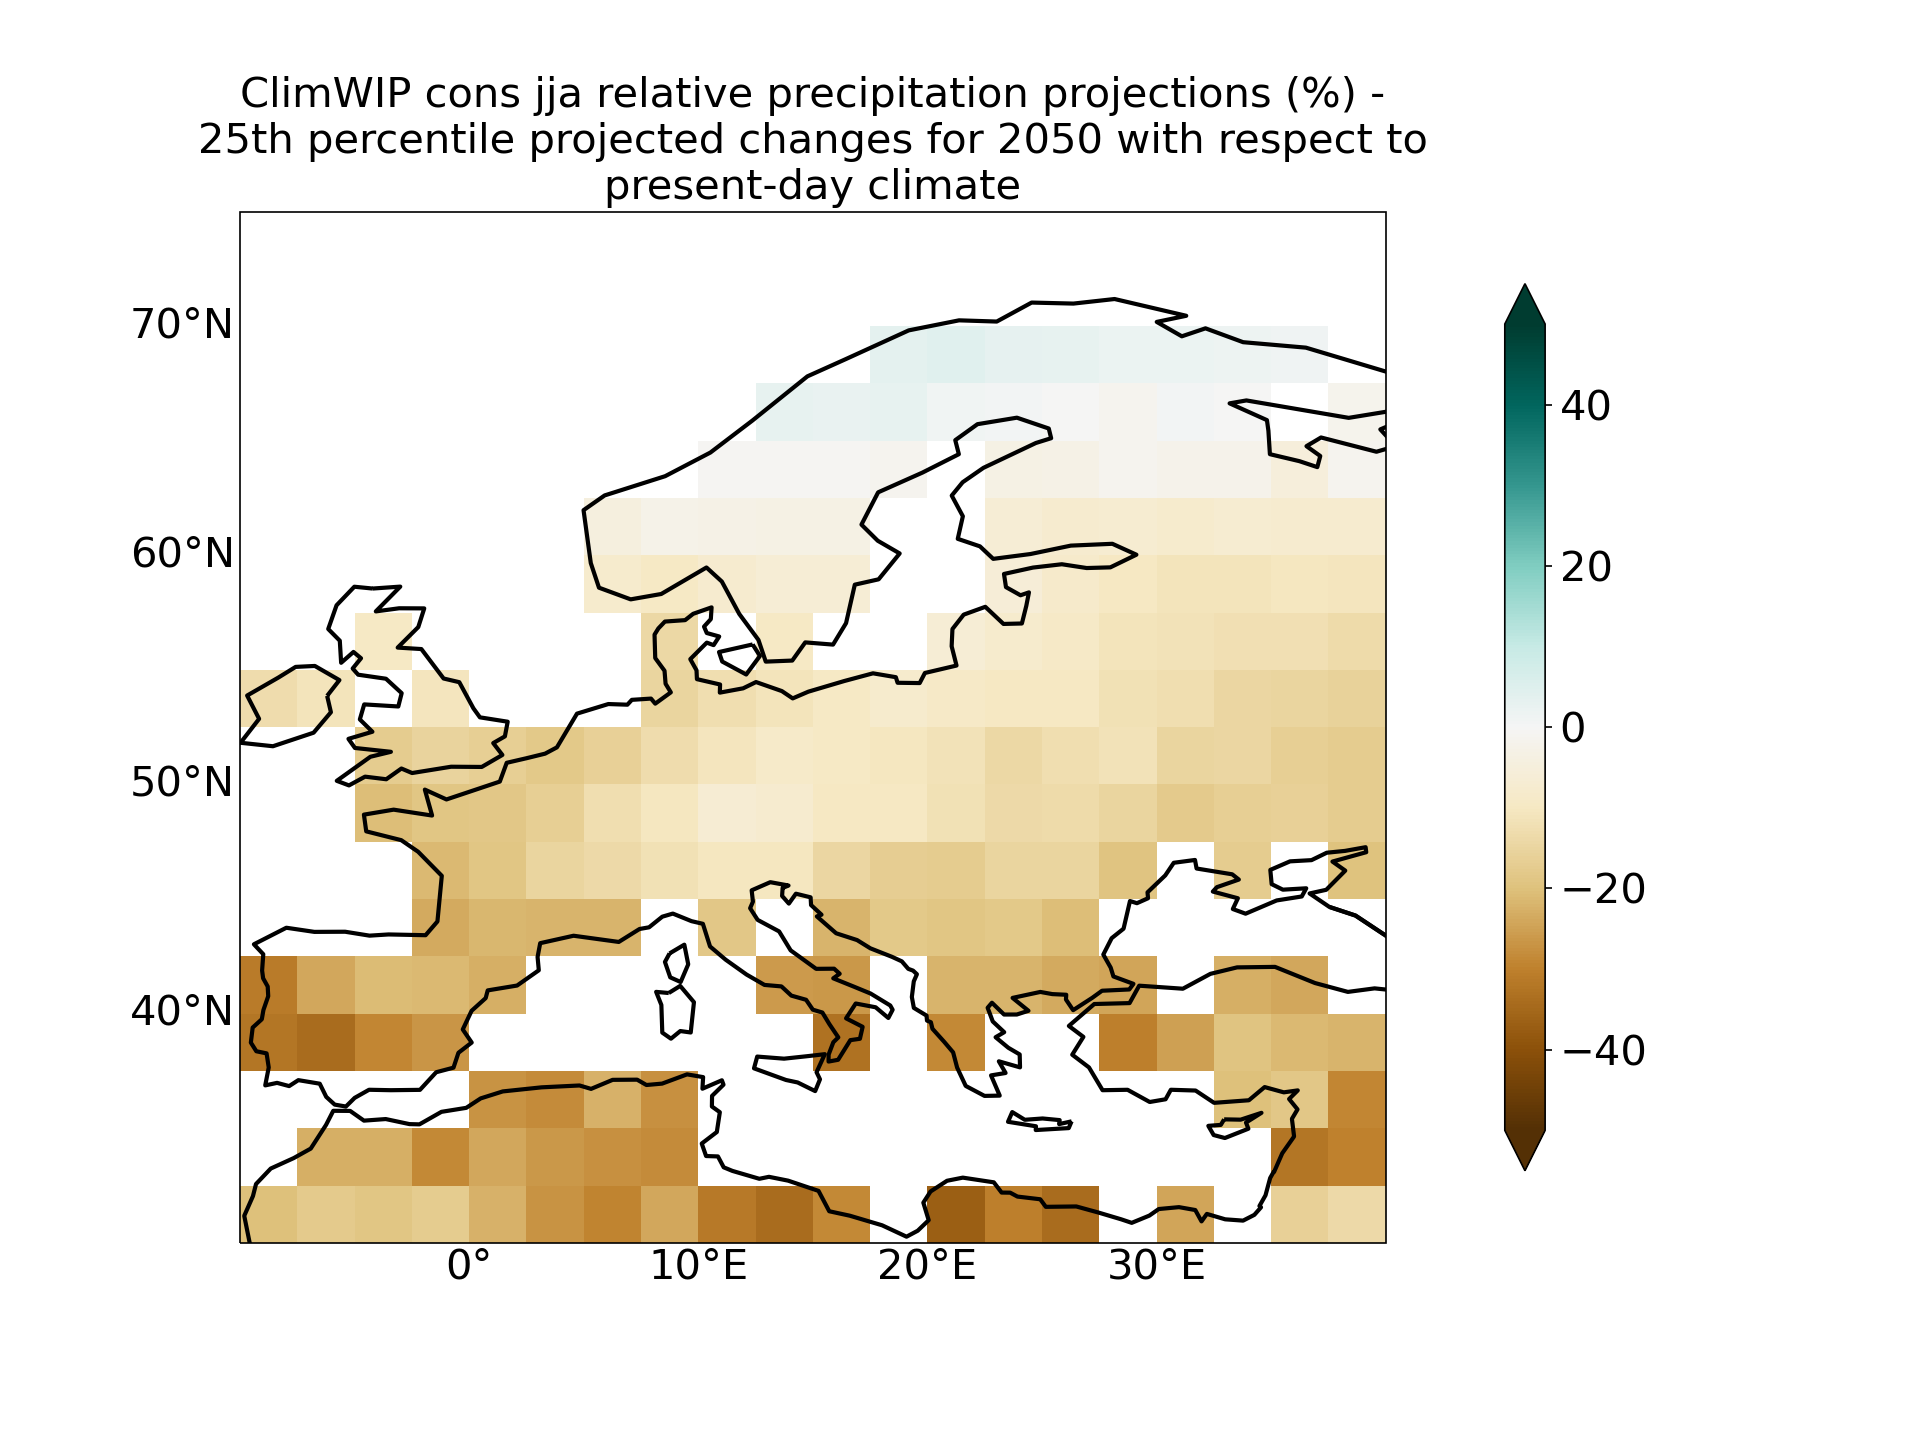 ClimWIP cons jja relative precipitation projections (%) -
25th percentile projected changes for 2050 with respect to
present-day climate
70°N
60°N
50°N
40°N
0°
10°E
20°E
30°E
40
20
0
−20
−40